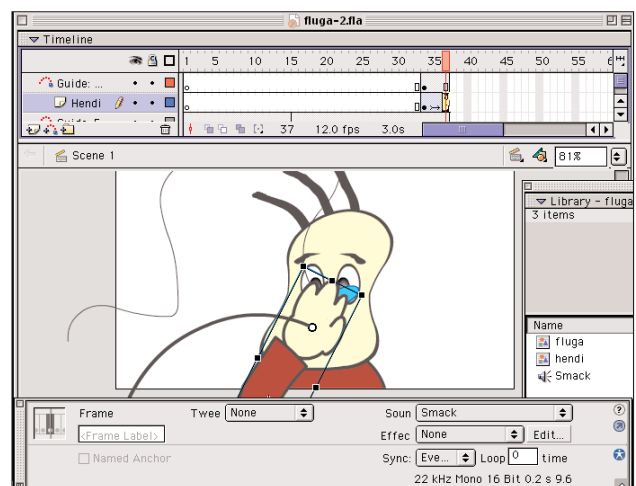 fluga-2.fla
Timeline
1 5 10 15 20 25 30 35 40 45 50 55
Guide: ...
Hendi
37 12.0 fps 3.0s
Scene 1
81%
Library - fluga
3 items
Name
fluga
hendi
Smack
Frame
Twee None
Soun Smack
<Frame Label>
Effec None Edit...
Named Anchor
Sync: Eve... Loop 0 time
22 kHz Mono 16 Bit 0.2 s 9.6